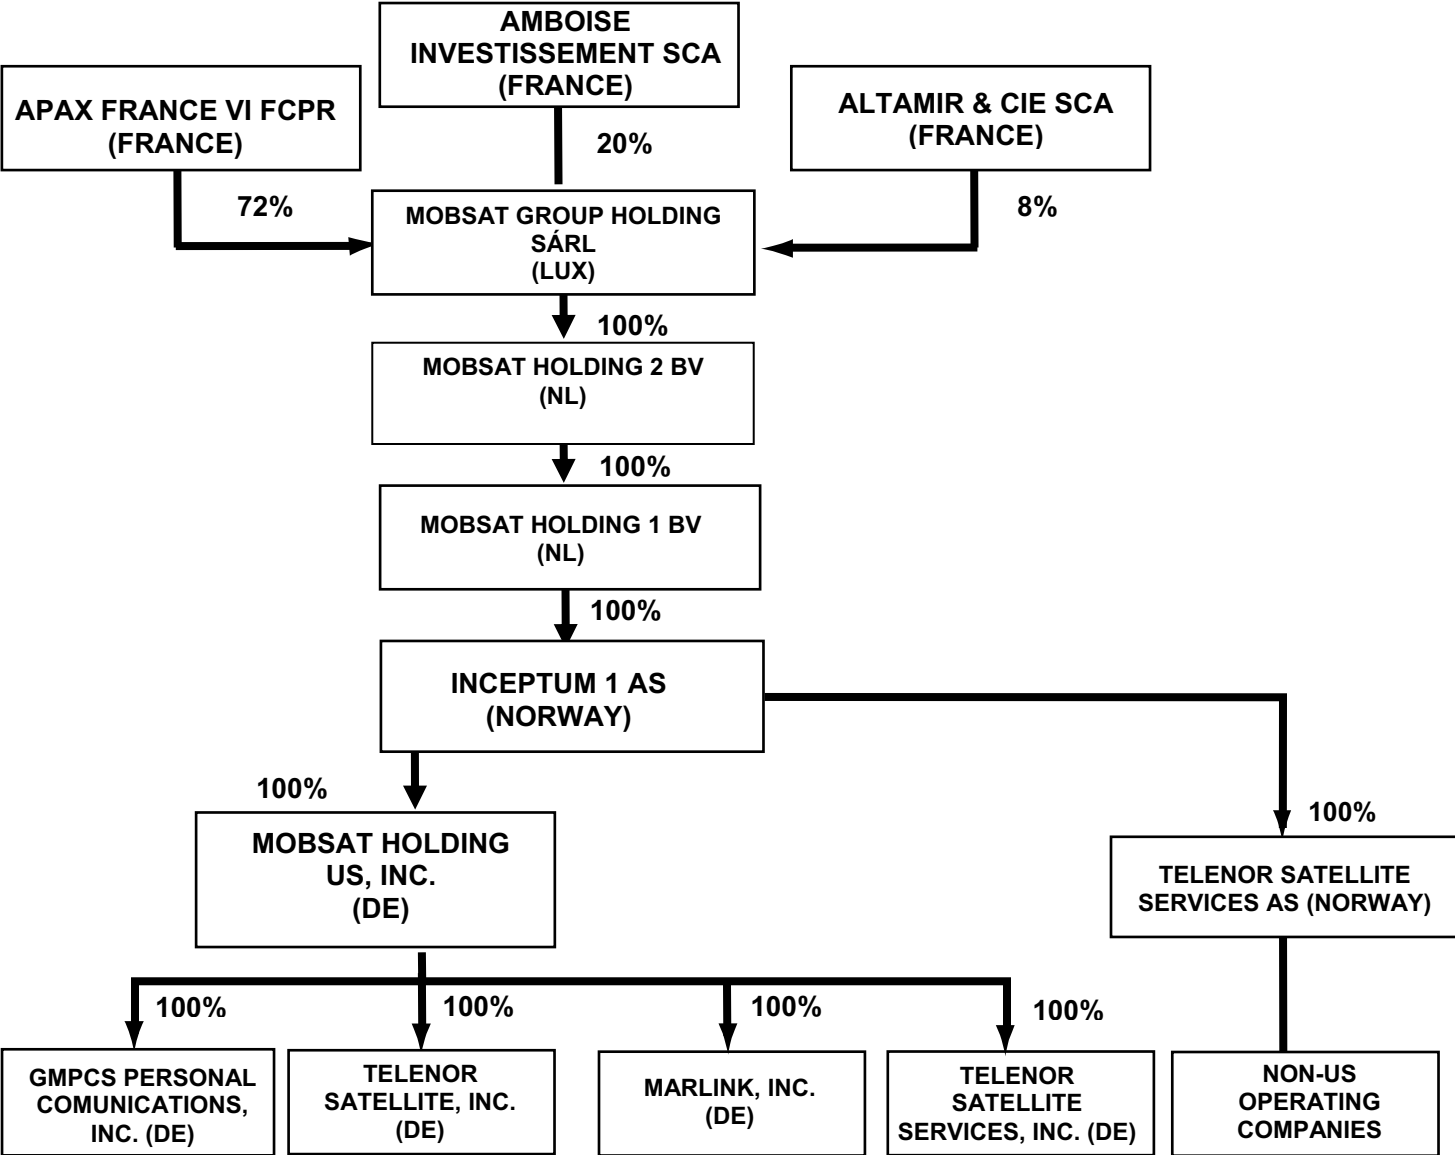 AMBOISE
INVESTISSEMENT SCA
(FRANCE)
APAX FRANCE VI FCPR
(FRANCE)
ALTAMIR & CIE SCA
(FRANCE)
20%
72%
8%
MOBSAT GROUP HOLDING
SÁRL
(LUX)
100%
MOBSAT HOLDING 2 BV
(NL)
100%
MOBSAT HOLDING 1 BV
(NL)
100%
INCEPTUM 1 AS
(NORWAY)
100%
100%
MOBSAT HOLDING
US, INC.
(DE)
TELENOR SATELLITE
SERVICES AS (NORWAY)
100%
100%
100%
100%
GMPCS PERSONAL
COMUNICATIONS,
INC. (DE)
TELENOR
SATELLITE, INC.
(DE)
MARLINK, INC.
(DE)
TELENOR
SATELLITE
SERVICES, INC. (DE)
NON-US
OPERATING
COMPANIES